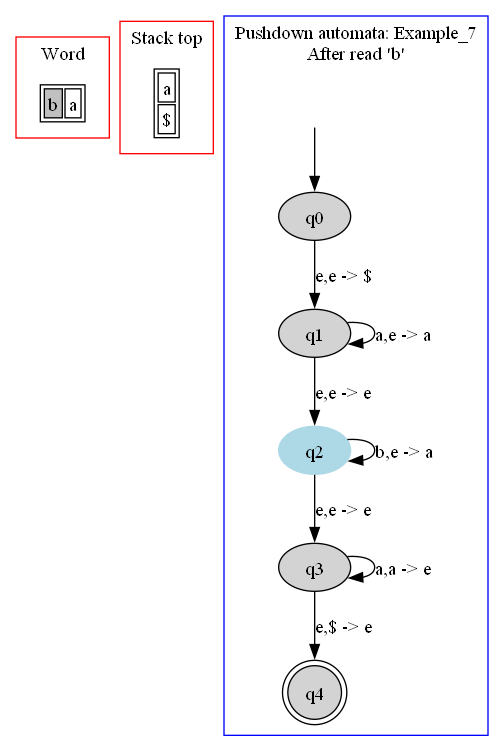 Word
b a
Stack top
a
$
Pushdown automata: Example_7
After read 'b'
q0
e,e -> $
q1
a,e -> a
e,e -> e
q2
b,e -> a
e,e -> e
q3
a,a -> e
e,$ -> e
q4